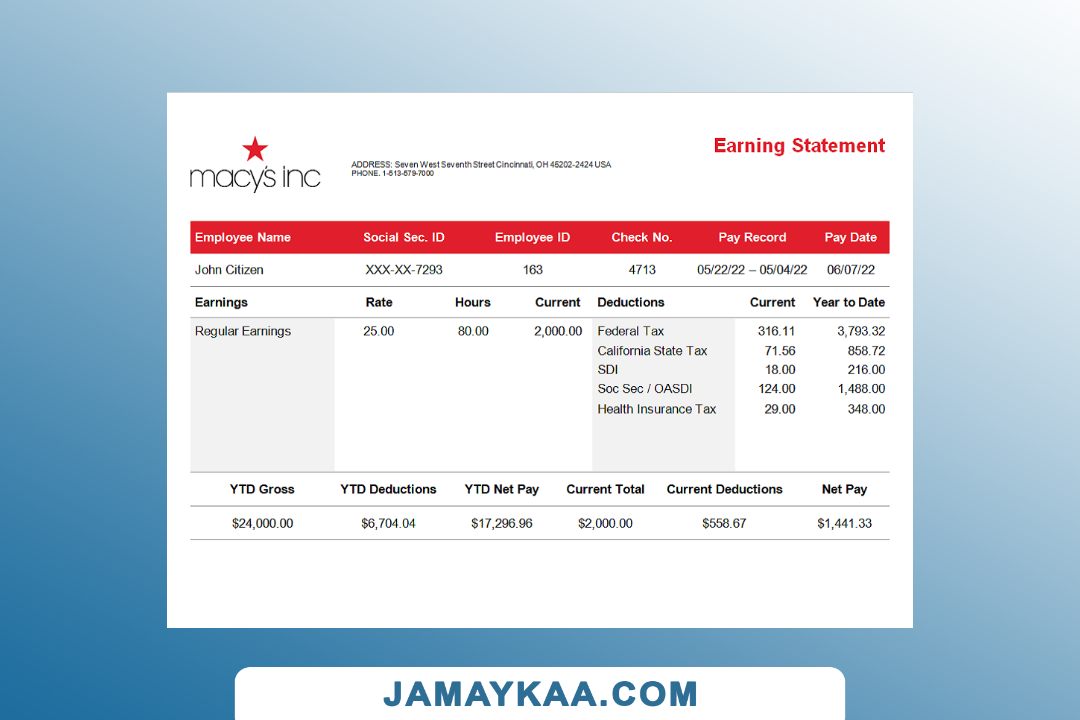 Earning Statement
macy's inc
ADDRESS: Seven West Seventh Street Cincinnati, OH 45202-2424 USA
PHONE. 1-513-579-7000
Employee Name Social Sec. ID Employee ID Check No. Pay Record Pay Date
John Citizen XXX-XX-7293 163 4713 05/22/22 – 05/04/22 06/07/22
Earnings Rate Hours Current Deductions Current Year to Date
Regular Earnings 25.00 80.00 2,000.00 Federal Tax 316.11 3,793.32
California State Tax 71.56 858.72
SDI 18.00 216.00
Soc Sec / OASDI 124.00 1,488.00
Health Insurance Tax 29.00 348.00
YTD Gross YTD Deductions YTD Net Pay Current Total Current Deductions Net Pay
$24,000.00 $6,704.04 $17,296.96 $2,000.00 $558.67 $1,441.33
JAMAYKAA.COM